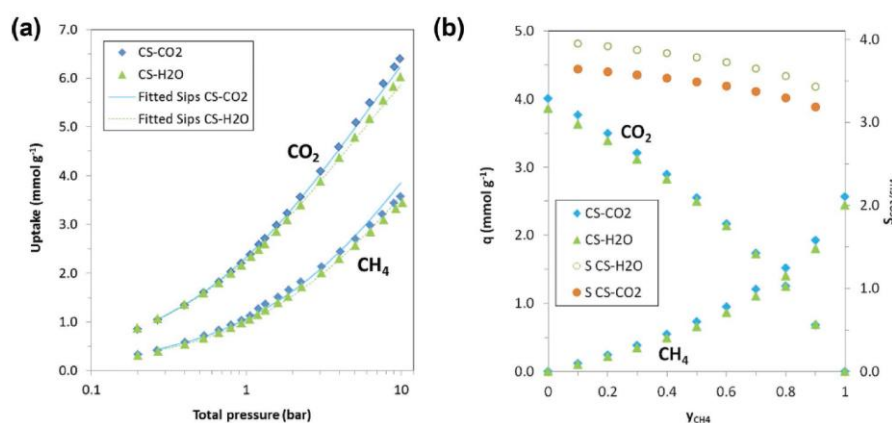 (a)
7.0
6.0
5.0
4.0
3.0
2.0
1.0
0.0
Uptake (mmol g⁻¹)
CS-CO2
CS-H2O
Fitted Sips CS-CO2
Fitted Sips CS-H2O
CO₂
CH₄
0.1
1
10
Total pressure (bar)
(b)
5.0
4.0
3.0
2.0
1.0
0.0
q (mmol g⁻¹)
CO₂
CS-CO2
CS-H2O
S CS-H2O
S CS-CO2
CH₄
0
0.2
0.4
0.6
0.8
1
y_CH4
4.0
3.0
2.0
1.0
0.0